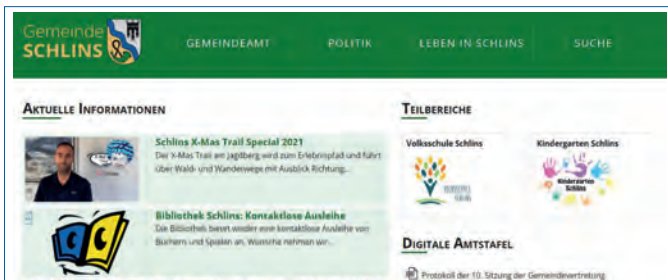 Gemeinde
SCHLINS
GEMEINDEAMT
POLITIK
LEBEN IN SCHLINS
SUCHE
AKTUELLE INFORMATIONEN
Schlins X-Mas Trail Special 2021
Der X-Mas Trail am Jagdberg wird zum Erlebnispfad und führt
über Wald- und Wanderwege mit Ausblick Richtung...
Bibliothek Schlins: Kontaktlose Ausleihe
Die Bibliothek bietet wieder eine kontaktlose Ausleihe von
Büchern und Spielen an. Wünsche nehmen wir...
TEILBEREICHE
Volksschule Schlins
Kindergarten Schlins
VOLKSSCHULE
SCHLINS
Kindergarten
Schlins
DIGITALE AMTSTAFEL
Protokoll der 10. Sitzung der Gemeindevertretung